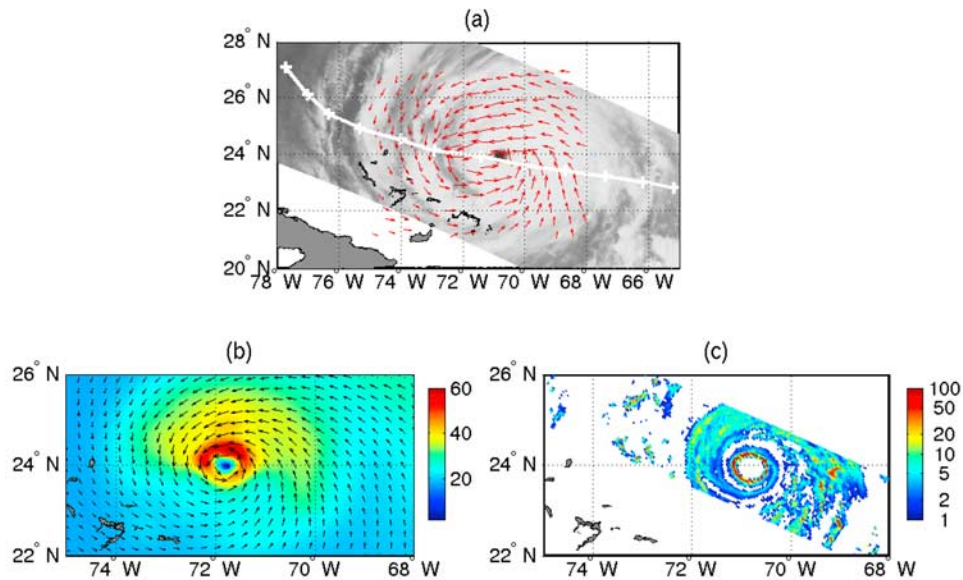 (a)
28° N
26° N
24° N
22° N
20° N
78° W 76° W 74° W 72° W 70° W 68° W 66° W
(b)
26° N
24° N
22° N
74° W 72° W 70° W 68° W
60
40
20
(c)
26° N
24° N
22° N
74° W 72° W 70° W 68° W
100
50
20
10
5
2
1